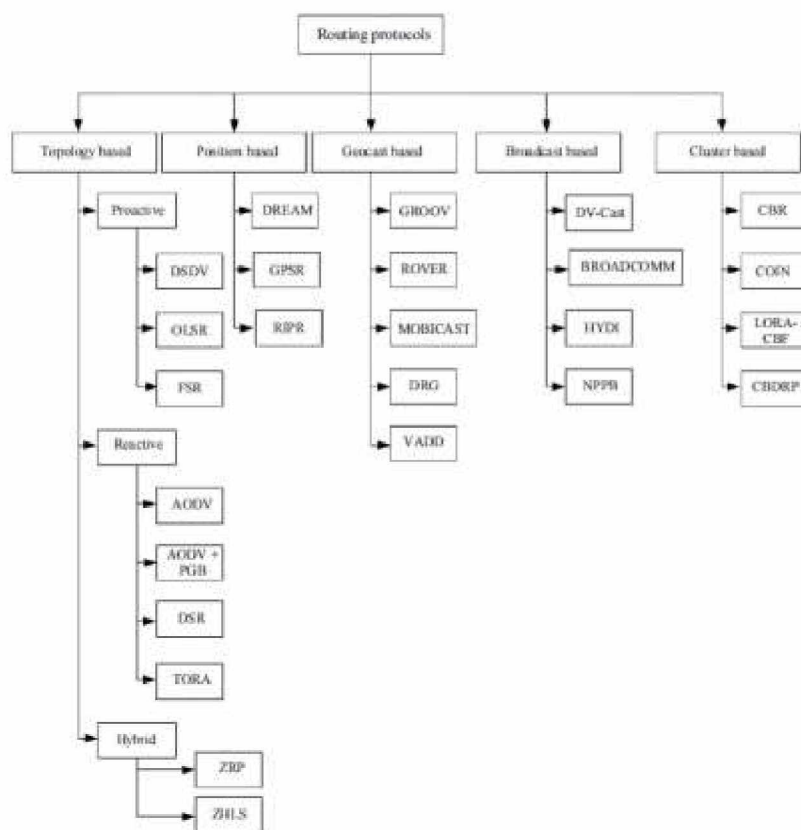 Routing protocols
Topology based
Position based
Geocast based
Broadcast based
Cluster based
Proactive
DSDV
OLSR
FSR
Reactive
AODV
AODV +
PGB
DSR
TORA
Hybrid
ZRP
ZHLS
DREAM
GPSR
RIPR
GROOV
ROVER
MOBICAST
DRG
VADD
DV-Cast
BROADCOMM
HYDI
NPPB
CBR
COIN
LORA-
CBF
CBDRP